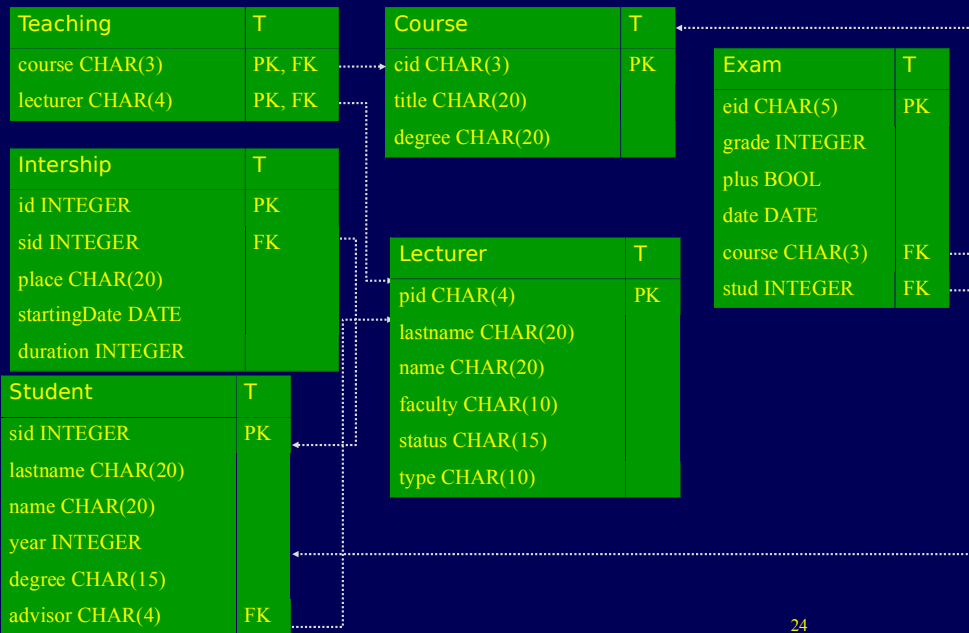 Teaching T
course CHAR(3) PK, FK
lecturer CHAR(4) PK, FK
Course T
cid CHAR(3) PK
title CHAR(20)
degree CHAR(20)
Exam T
eid CHAR(5) PK
grade INTEGER
plus BOOL
date DATE
course CHAR(3) FK
stud INTEGER FK
Intership T
id INTEGER PK
sid INTEGER FK
place CHAR(20)
startingDate DATE
duration INTEGER
Lecturer T
pid CHAR(4) PK
lastname CHAR(20)
name CHAR(20)
faculty CHAR(10)
status CHAR(15)
type CHAR(10)
Student T
sid INTEGER PK
lastname CHAR(20)
name CHAR(20)
year INTEGER
degree CHAR(15)
advisor CHAR(4) FK
24